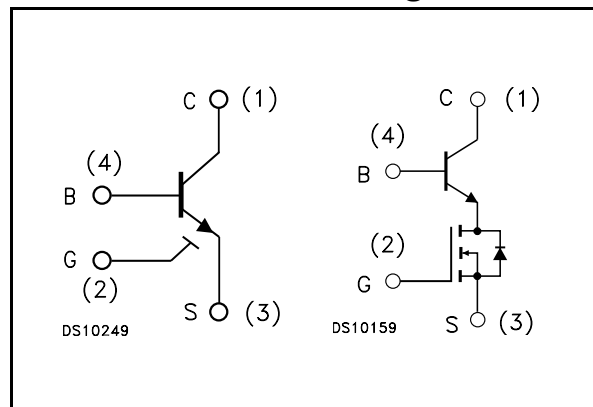 C (1)
(4)
B
G
(2)
S (3)
DS10249
C (1)
(4)
B
(2)
G
S (3)
DS10159